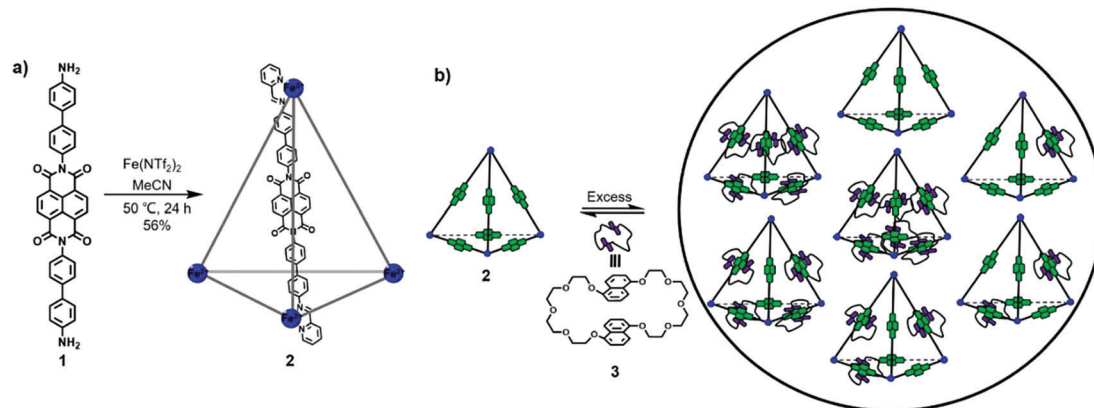 a)
NH₂
O
N
O
O
N
O
NH₂
1
Fe(NTf₂)₂
MeCN
50 °C, 24 h
56%
N
N
O
N
O
O
O
N
N
2
b)
2
Excess
≡
O
O
O
O
O
O
O
O
O
O
3